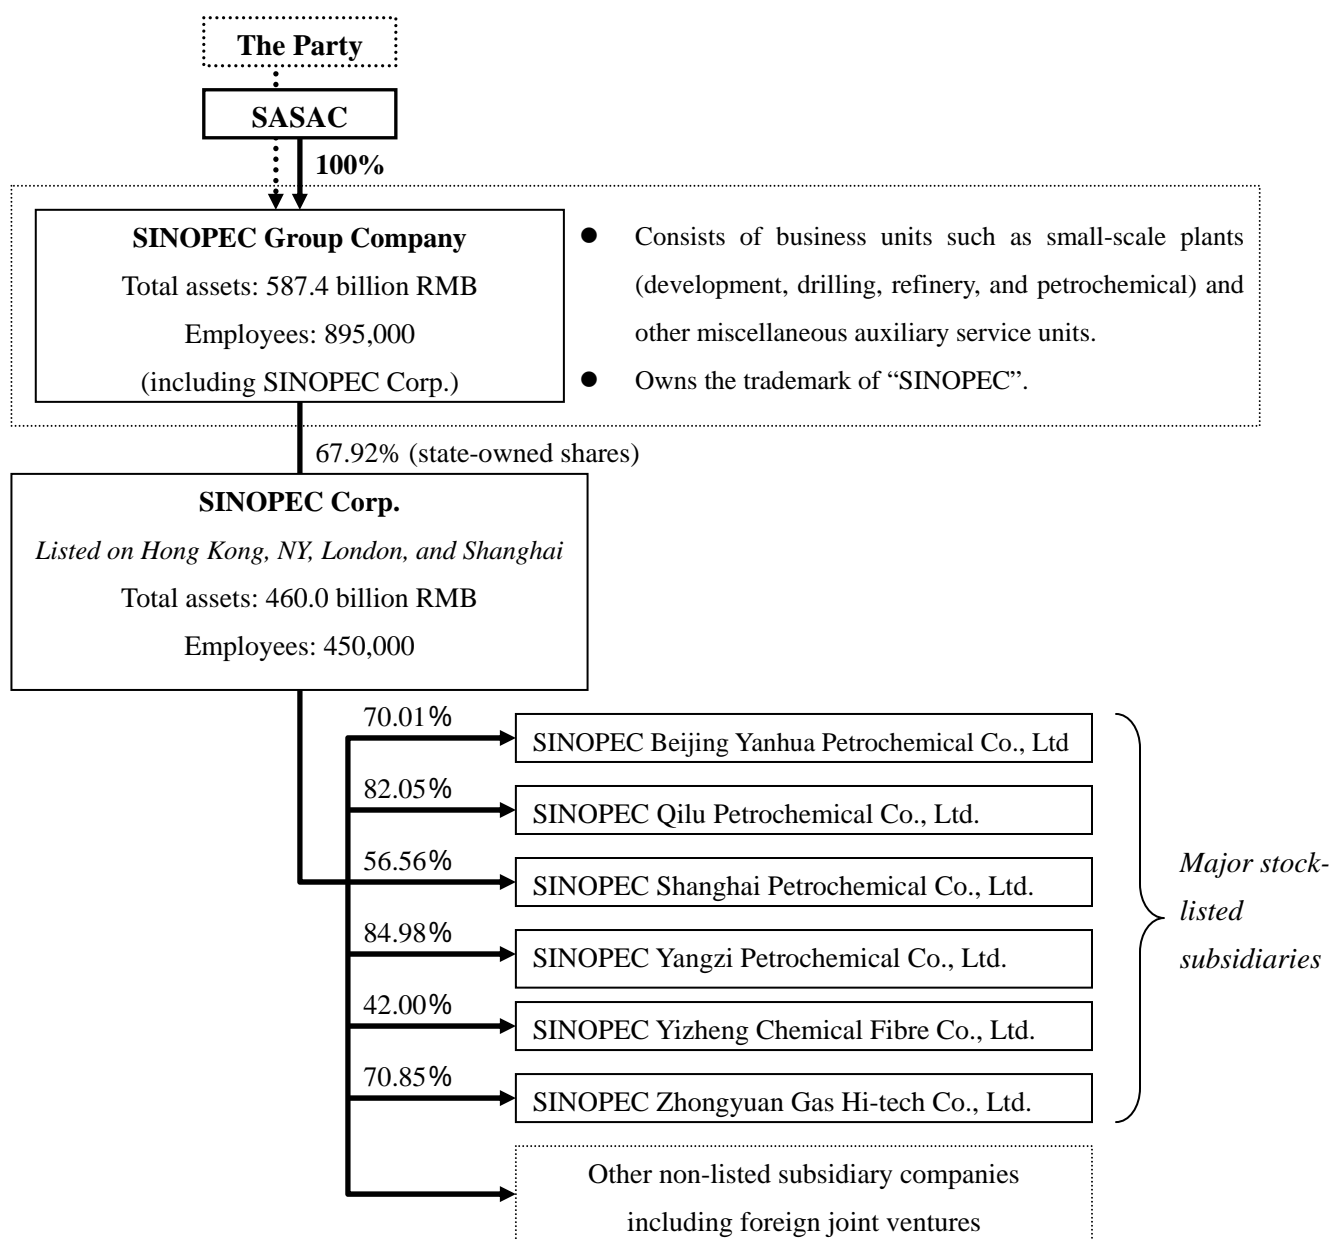 The Party
SASAC
100%
SINOPEC Group Company
Total assets: 587.4 billion RMB
Employees: 895,000
(including SINOPEC Corp.)
● Consists of business units such as small-scale plants
(development, drilling, refinery, and petrochemical) and
other miscellaneous auxiliary service units.
● Owns the trademark of “SINOPEC”.
67.92% (state-owned shares)
SINOPEC Corp.
Listed on Hong Kong, NY, London, and Shanghai
Total assets: 460.0 billion RMB
Employees: 450,000
70.01%
SINOPEC Beijing Yanhua Petrochemical Co., Ltd
82.05%
SINOPEC Qilu Petrochemical Co., Ltd.
56.56%
SINOPEC Shanghai Petrochemical Co., Ltd.
84.98%
SINOPEC Yangzi Petrochemical Co., Ltd.
42.00%
SINOPEC Yizheng Chemical Fibre Co., Ltd.
70.85%
SINOPEC Zhongyuan Gas Hi-tech Co., Ltd.
Major stock-
listed
subsidiaries
Other non-listed subsidiary companies
including foreign joint ventures